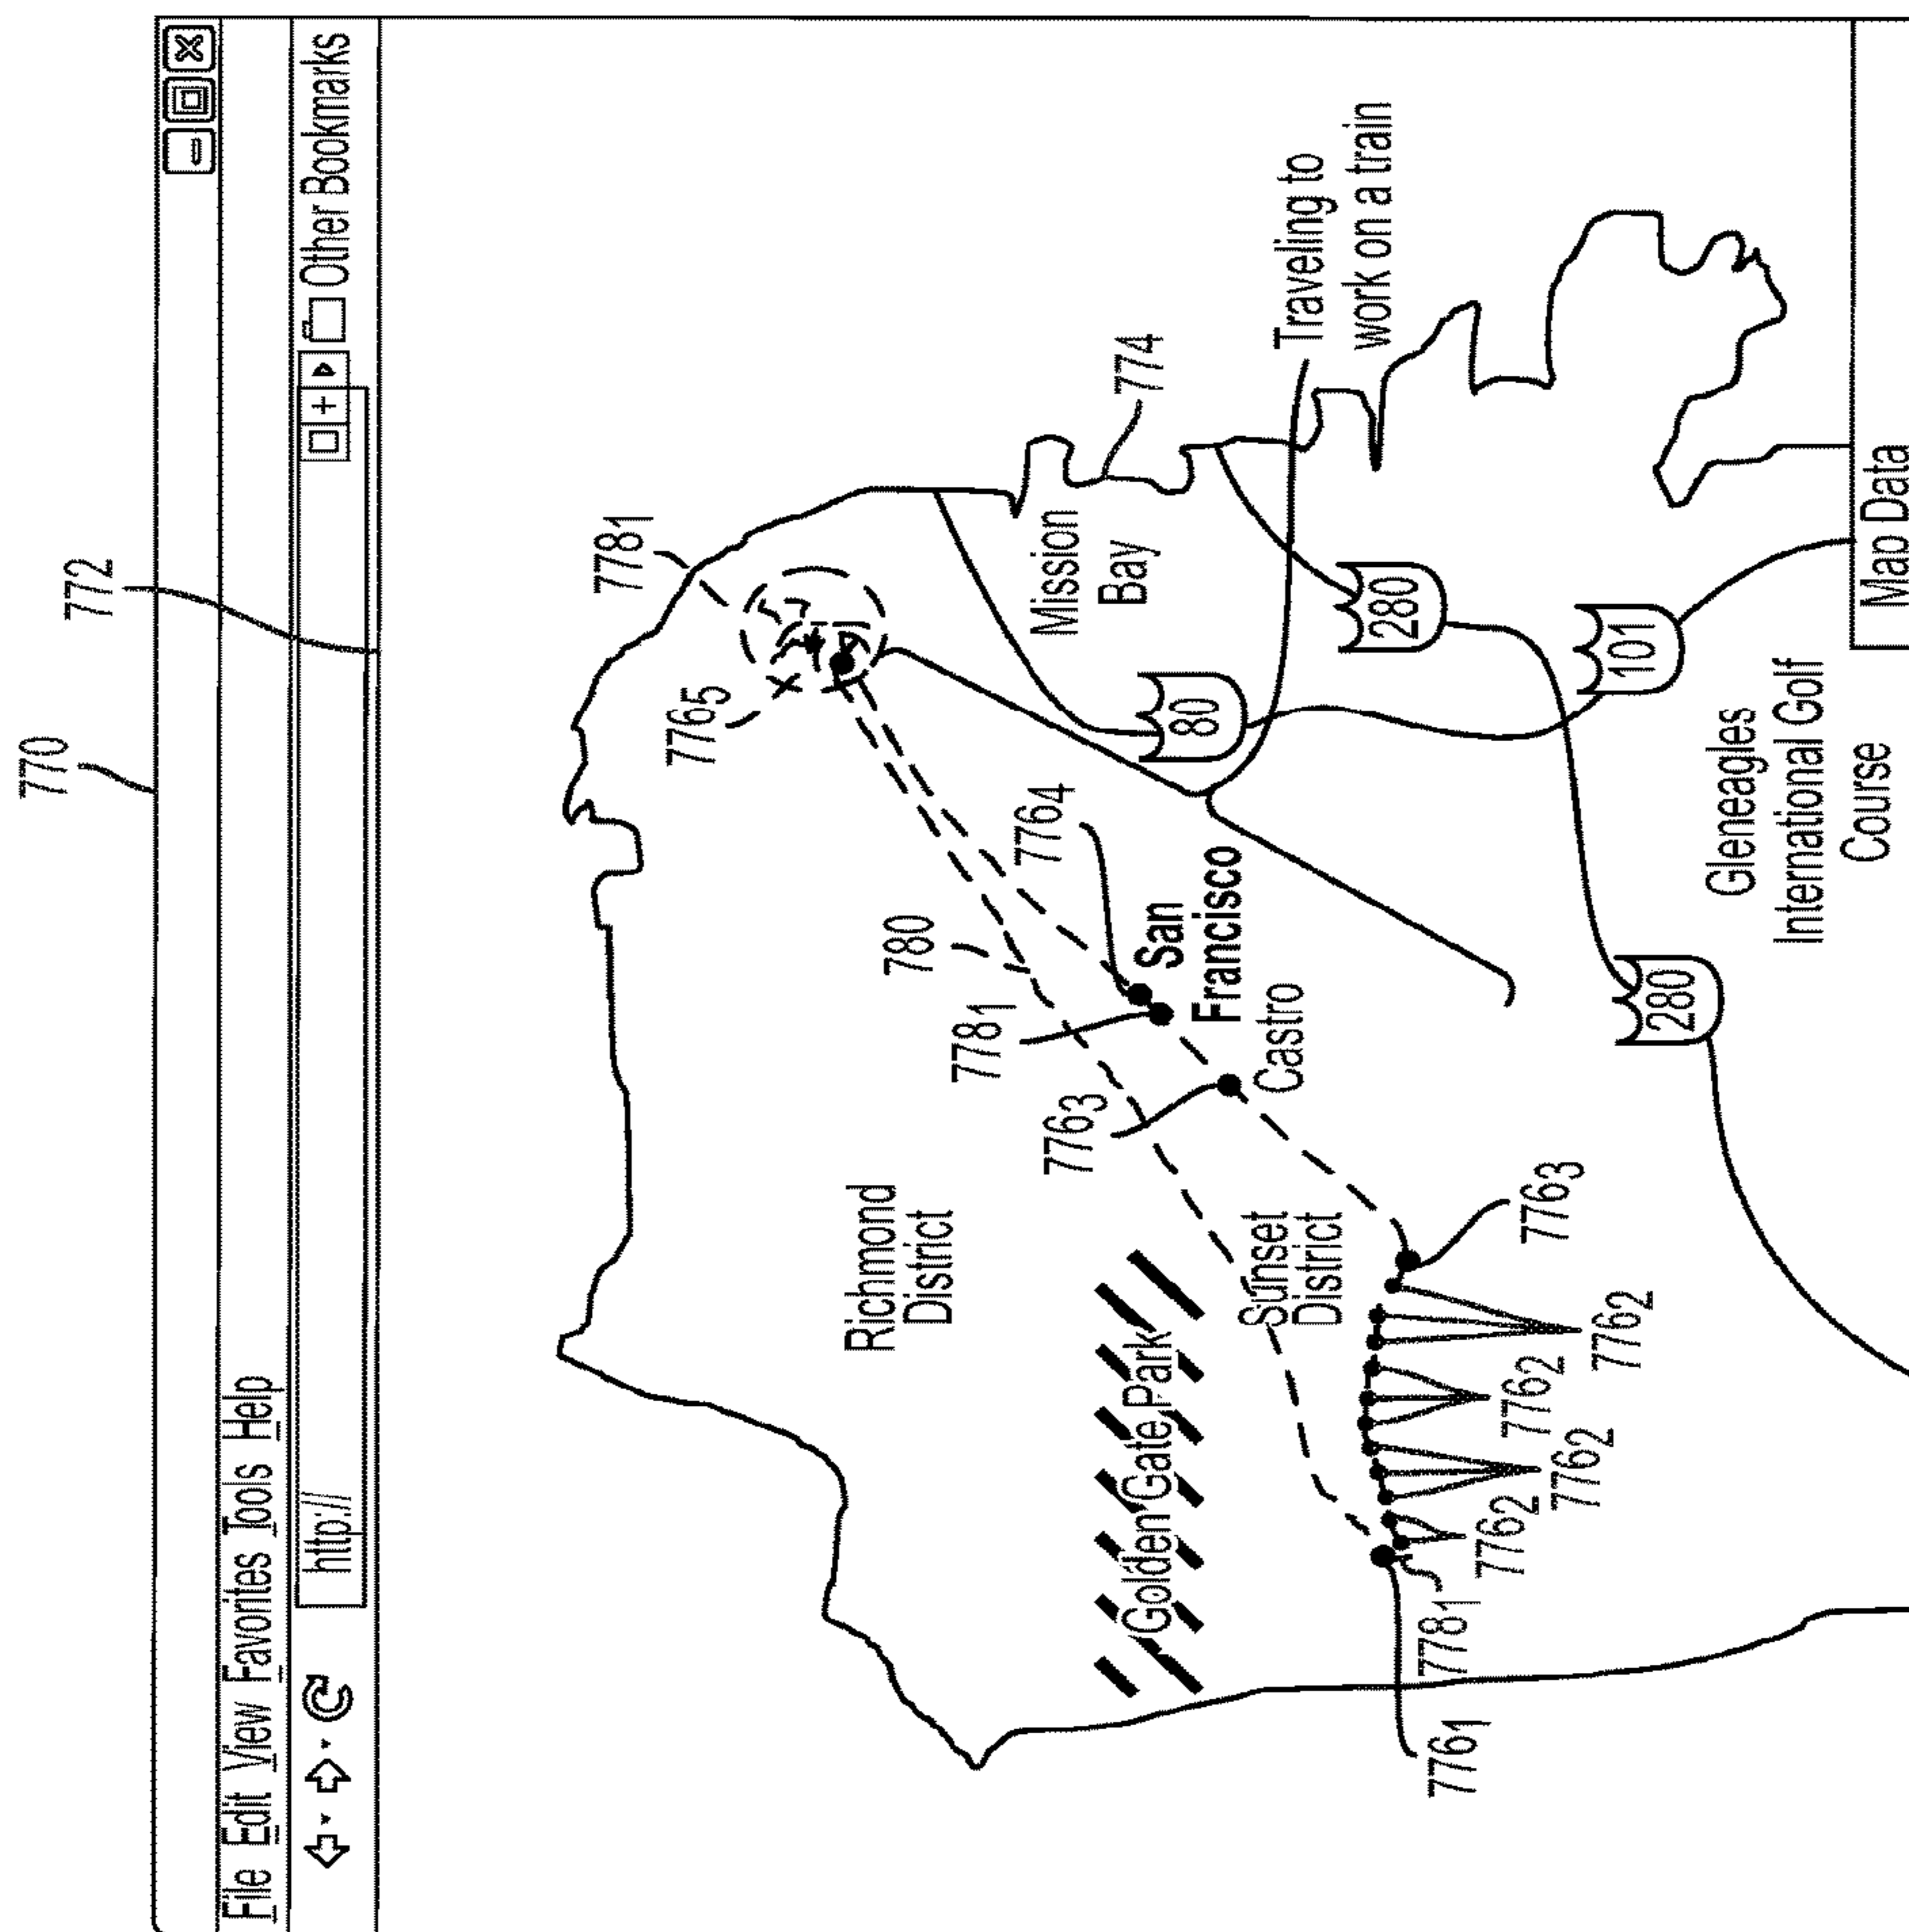 770
772
File Edit View Favorites Tools Help
http://
Other Bookmarks
7781
7765
774
Mission
Bay
Traveling to
work on a train
780
7764
7781
San
Francisco
7763
Castro
Richmond
District
Golden Gate Park
Sunset
District
80
280
101
280
7763
7762
7762
7762
7762
7781
7761
Gleneagles
International Golf
Course
Map Data